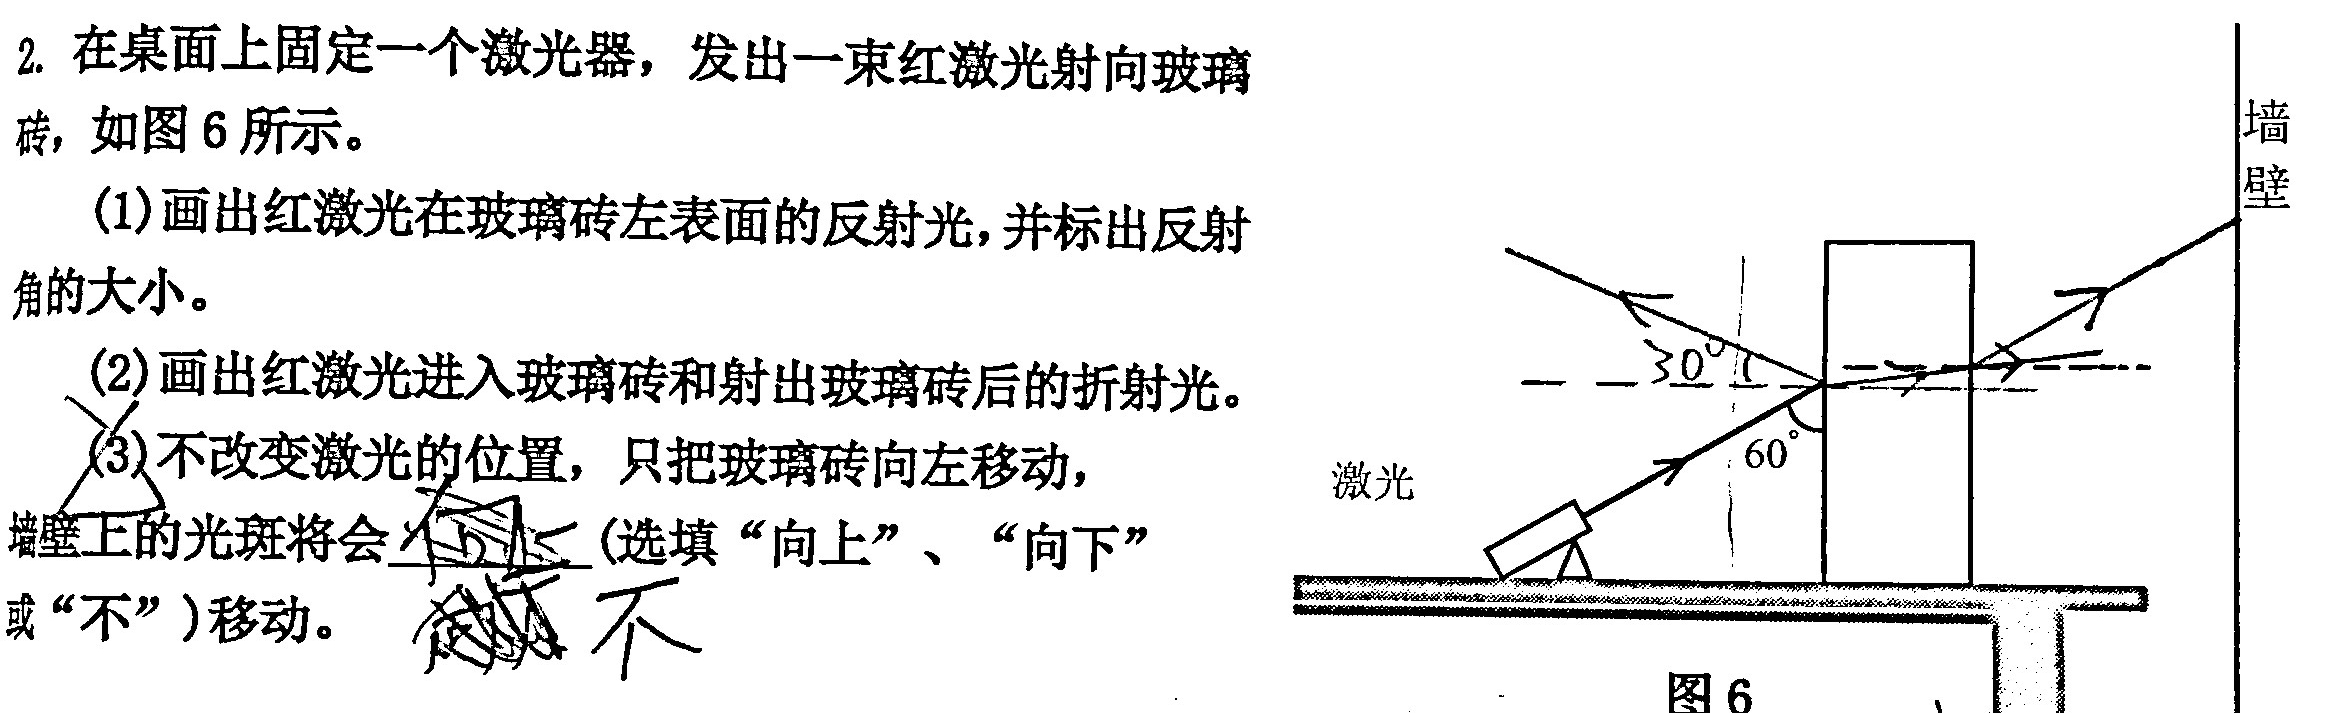 2. 在桌面上固定一个激光器，发出一束红激光射向玻璃
砖，如图6所示。
(1)画出红激光在玻璃砖左表面的反射光，并标出反射
角的大小。
(2)画出红激光进入玻璃砖和射出玻璃砖后的折射光。
(3)不改变激光的位置，只把玻璃砖向左移动，
墙壁上的光斑将会 (选填“向上”、“向下”
或“不”)移动。
不
墙
壁
30°
60°
激光
图6